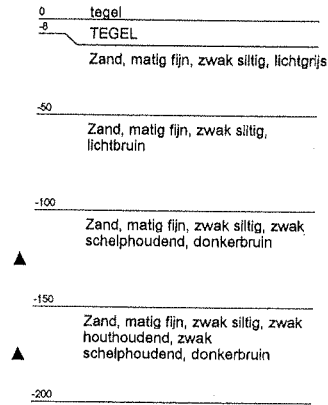 0 tegel
-8 TEGEL
Zand, matig fijn, zwak siltig, lichtgrijs
-50
Zand, matig fijn, zwak siltig,
lichtbruin
-100
Zand, matig fijn, zwak siltig, zwak
schelphoudend, donkerbruin
-150
Zand, matig fijn, zwak siltig, zwak
houthoudend, zwak
schelphoudend, donkerbruin
-200